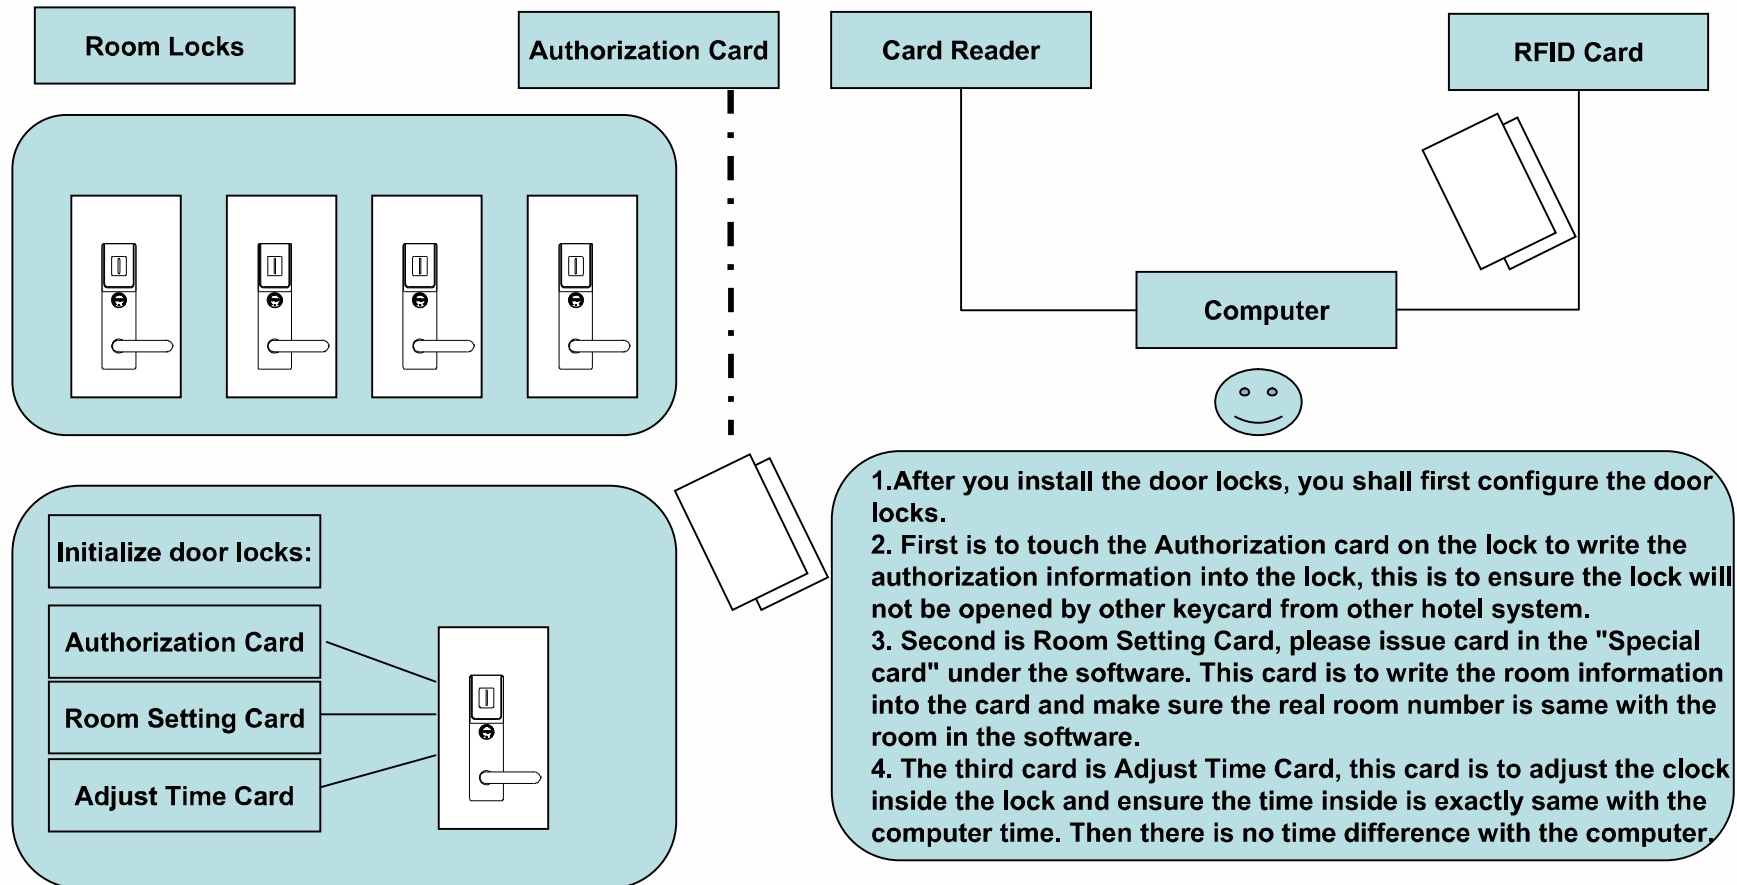 Room Locks
Authorization Card
Card Reader
RFID Card
Computer
Initialize door locks:
Authorization Card
Room Setting Card
Adjust Time Card
1.After you install the door locks, you shall first configure the door
locks.
2. First is to touch the Authorization card on the lock to write the
authorization information into the lock, this is to ensure the lock will
not be opened by other keycard from other hotel system.
3. Second is Room Setting Card, please issue card in the "Special
card" under the software. This card is to write the room information
into the card and make sure the real room number is same with the
room in the software.
4. The third card is Adjust Time Card, this card is to adjust the clock
inside the lock and ensure the time inside is exactly same with the
computer time. Then there is no time difference with the computer.